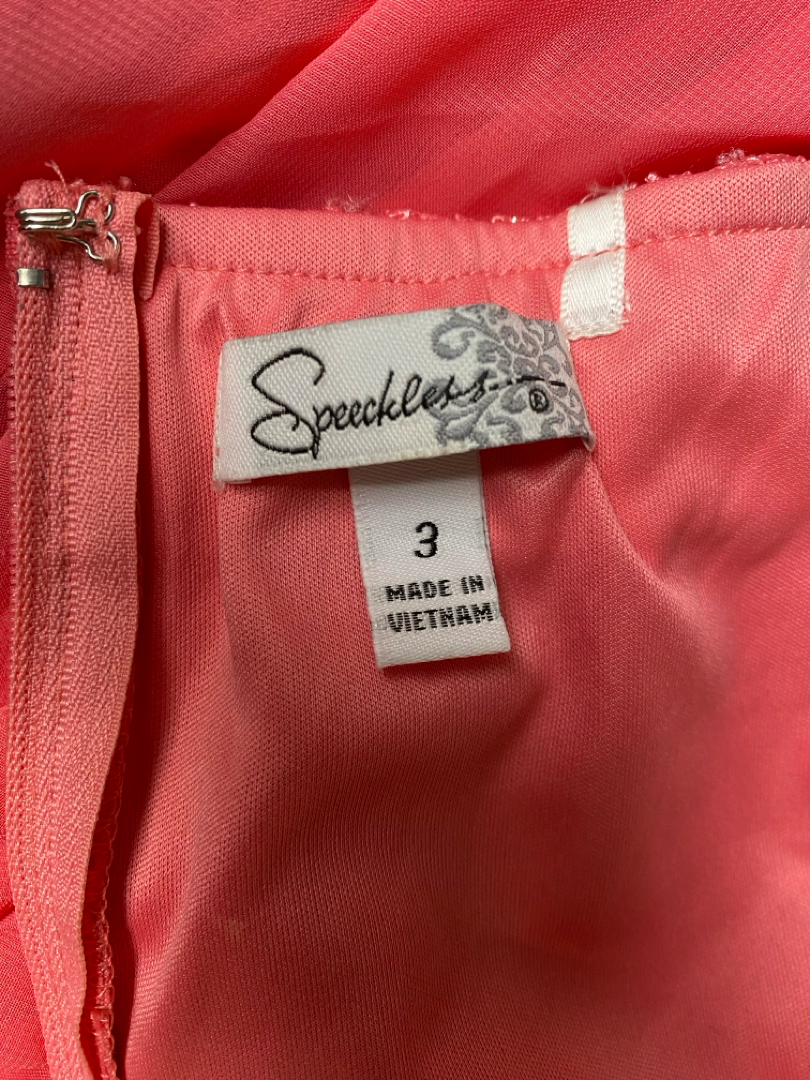 Speechless
®
3
MADE IN
VIETNAM